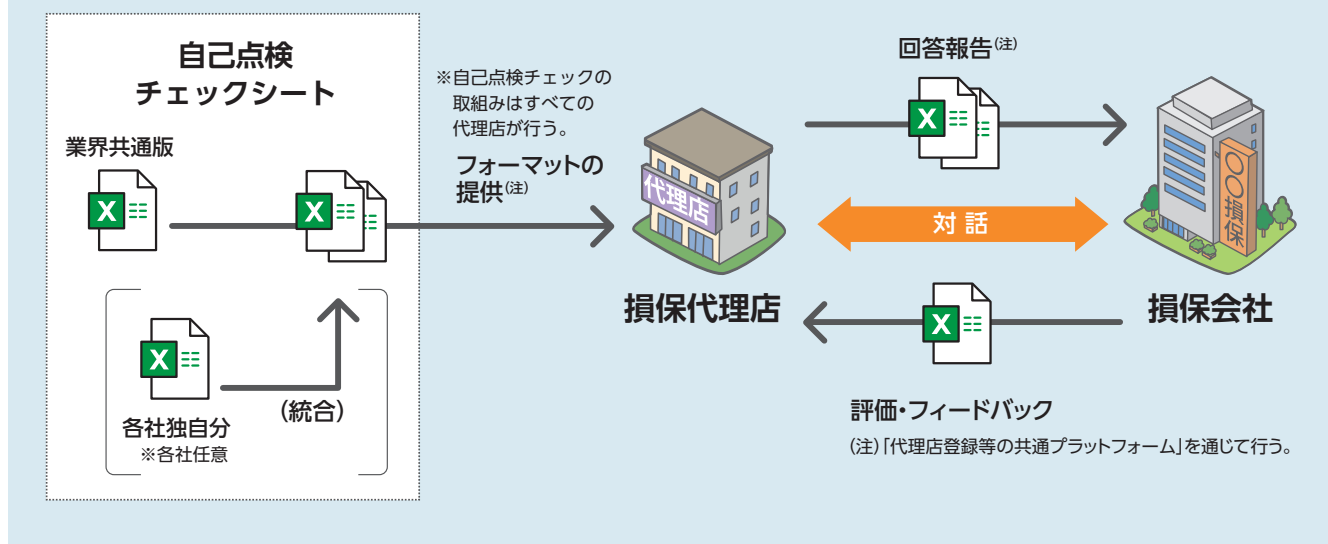 自己点検
チェックシート
業界共通版
X
X
X
各社独自分
※各社任意
(統合)
※自己点検チェックの
取組みはすべての
代理店が行う。
フォーマットの
提供(注)
代理店
損保代理店
回答報告(注)
X
対話
〇〇損保
損保会社
X
評価・フィードバック
(注)「代理店登録等の共通プラットフォーム」を通じて行う。